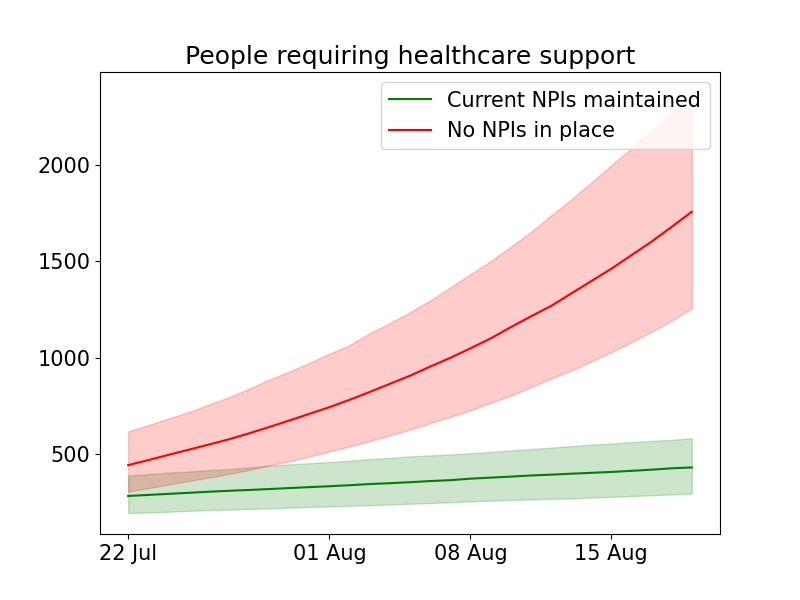 People requiring healthcare support
Current NPIs maintained
No NPIs in place
2000
1500
1000
500
22 Jul
01 Aug
08 Aug
15 Aug